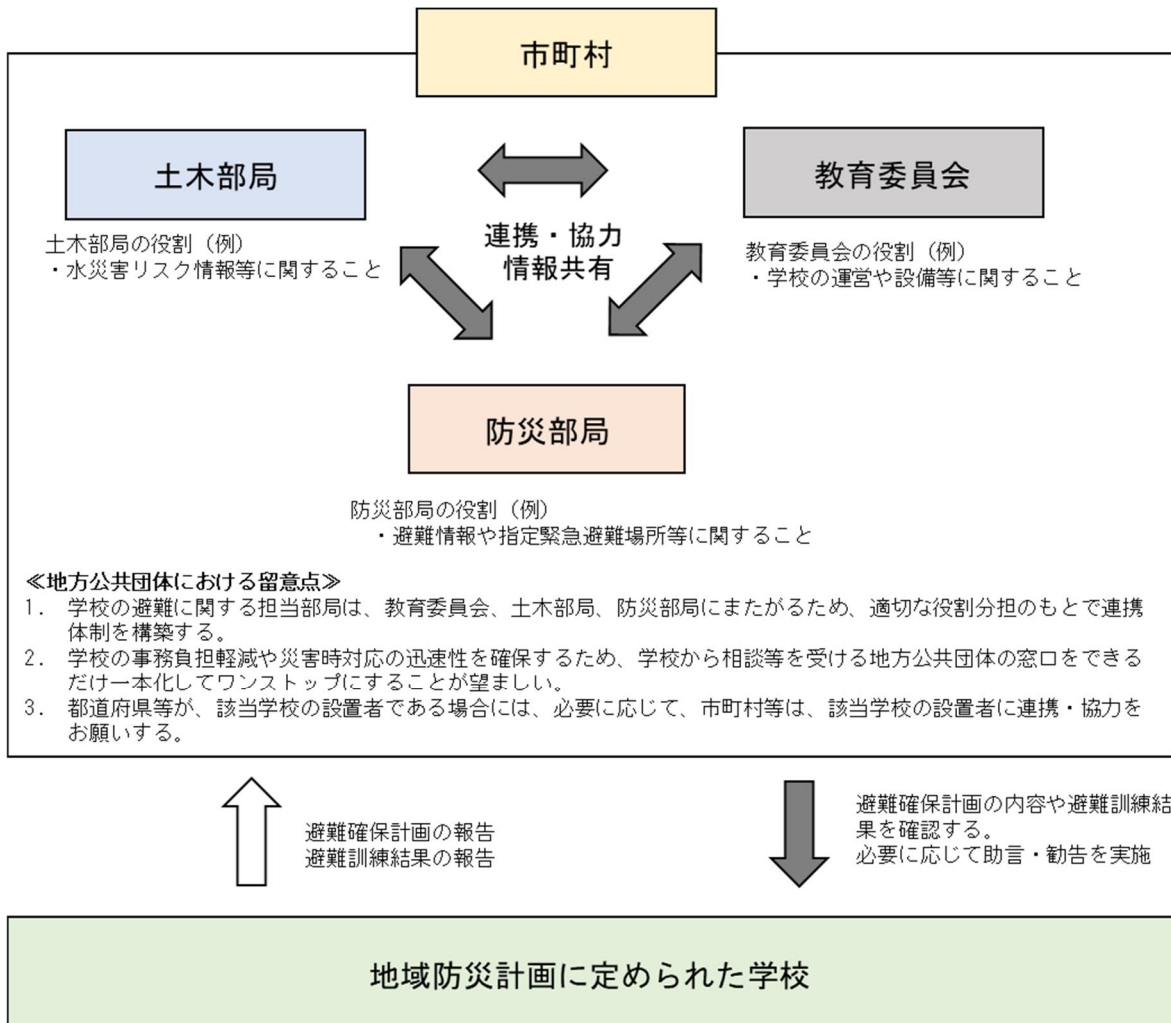 市町村
土木部局
教育委員会
土木部局の役割（例）
・水災害リスク情報等に関すること
連携・協力
情報共有
教育委員会の役割（例）
・学校の運営や設備等に関すること
防災部局
防災部局の役割（例）
・避難情報や指定緊急避難場所等に関すること
≪地方公共団体における留意点≫
1. 学校の避難に関する担当部局は、教育委員会、土木部局、防災部局にまたがるため、適切な役割分担のもとで連携
体制を構築する。
2. 学校の事務負担軽減や災害時対応の迅速性を確保するため、学校から相談等を受ける地方公共団体の窓口をできる
だけ一本化してワンストップにすることが望ましい。
3. 都道府県等が、該当学校の設置者である場合には、必要に応じて、市町村等は、該当学校の設置者に連携・協力を
お願いする。
避難確保計画の報告
避難訓練結果の報告
避難確保計画の内容や避難訓練結
果を確認する。
必要に応じて助言・勧告を実施
地域防災計画に定められた学校